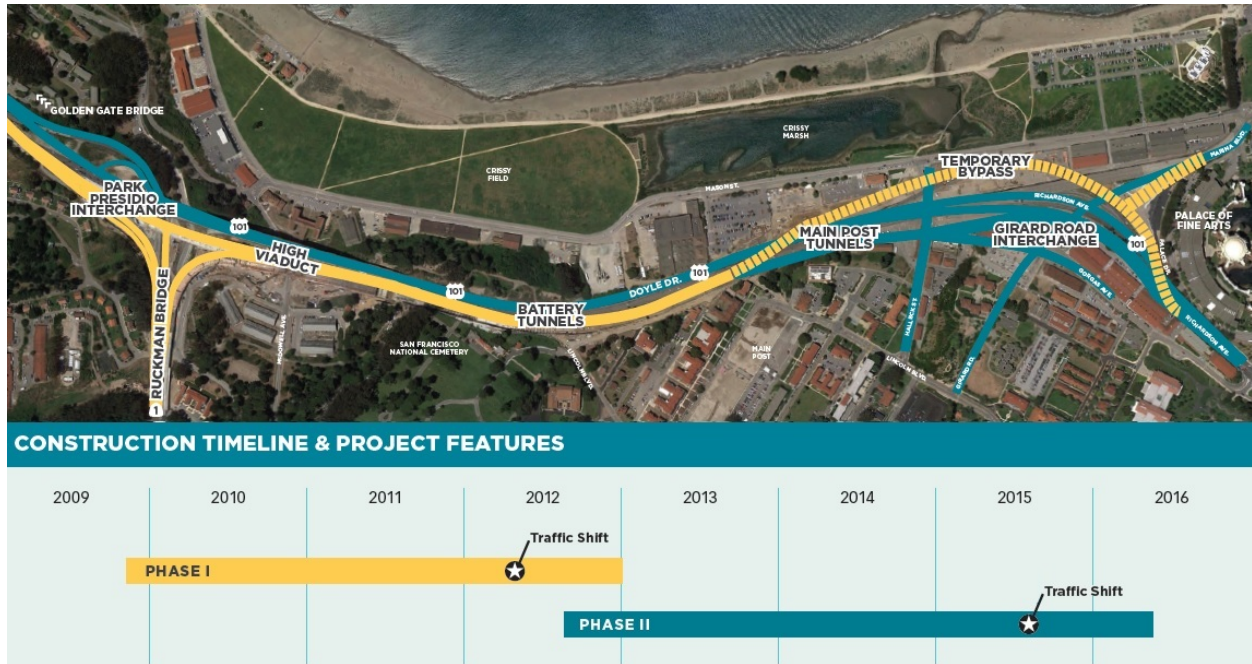 GOLDEN GATE BRIDGE
PARK
PRESIDIO
INTERCHANGE
101
HIGH
VIADUCT
101
RUCKMAN BRIDGE
1
CRISSY
FIELD
CRISSY
MARSH
MASON ST.
TEMPORARY
BYPASS
MARINA BLVD.
RICHARDSON AVE.
PALACE OF
FINE ARTS
MAIN POST
TUNNELS
GIRARD ROAD
INTERCHANGE
101
DOYLE DR.
101
BATTERY
TUNNELS
GORGAS AVE.
HALLECK ST.
RICHARDSON AVE.
SAN FRANCISCO
NATIONAL CEMETERY
LINCOLN BLVD.
MAIN
POST
LINCOLN BLVD.
GIRARD RD.
CONSTRUCTION TIMELINE & PROJECT FEATURES
2009 2010 2011 2012 2013 2014 2015 2016
Traffic Shift
PHASE I
Traffic Shift
PHASE II